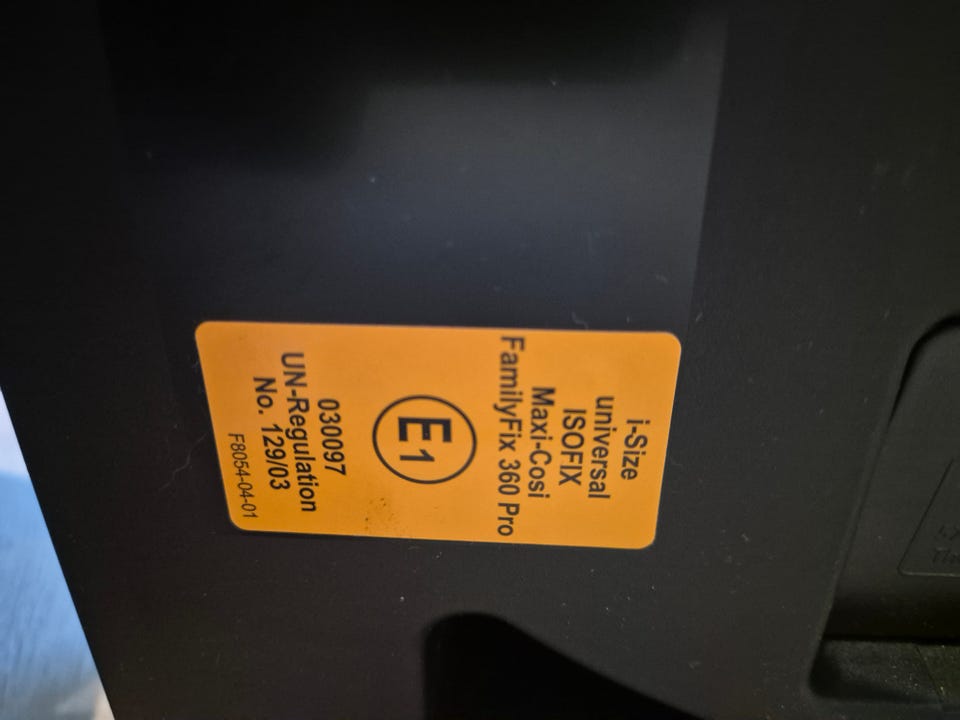 i-Size
universal
ISOFIX
Maxi-Cosi
FamilyFix 360 Pro
E1
030097
UN-Regulation
No. 129/03
F8054-04-01